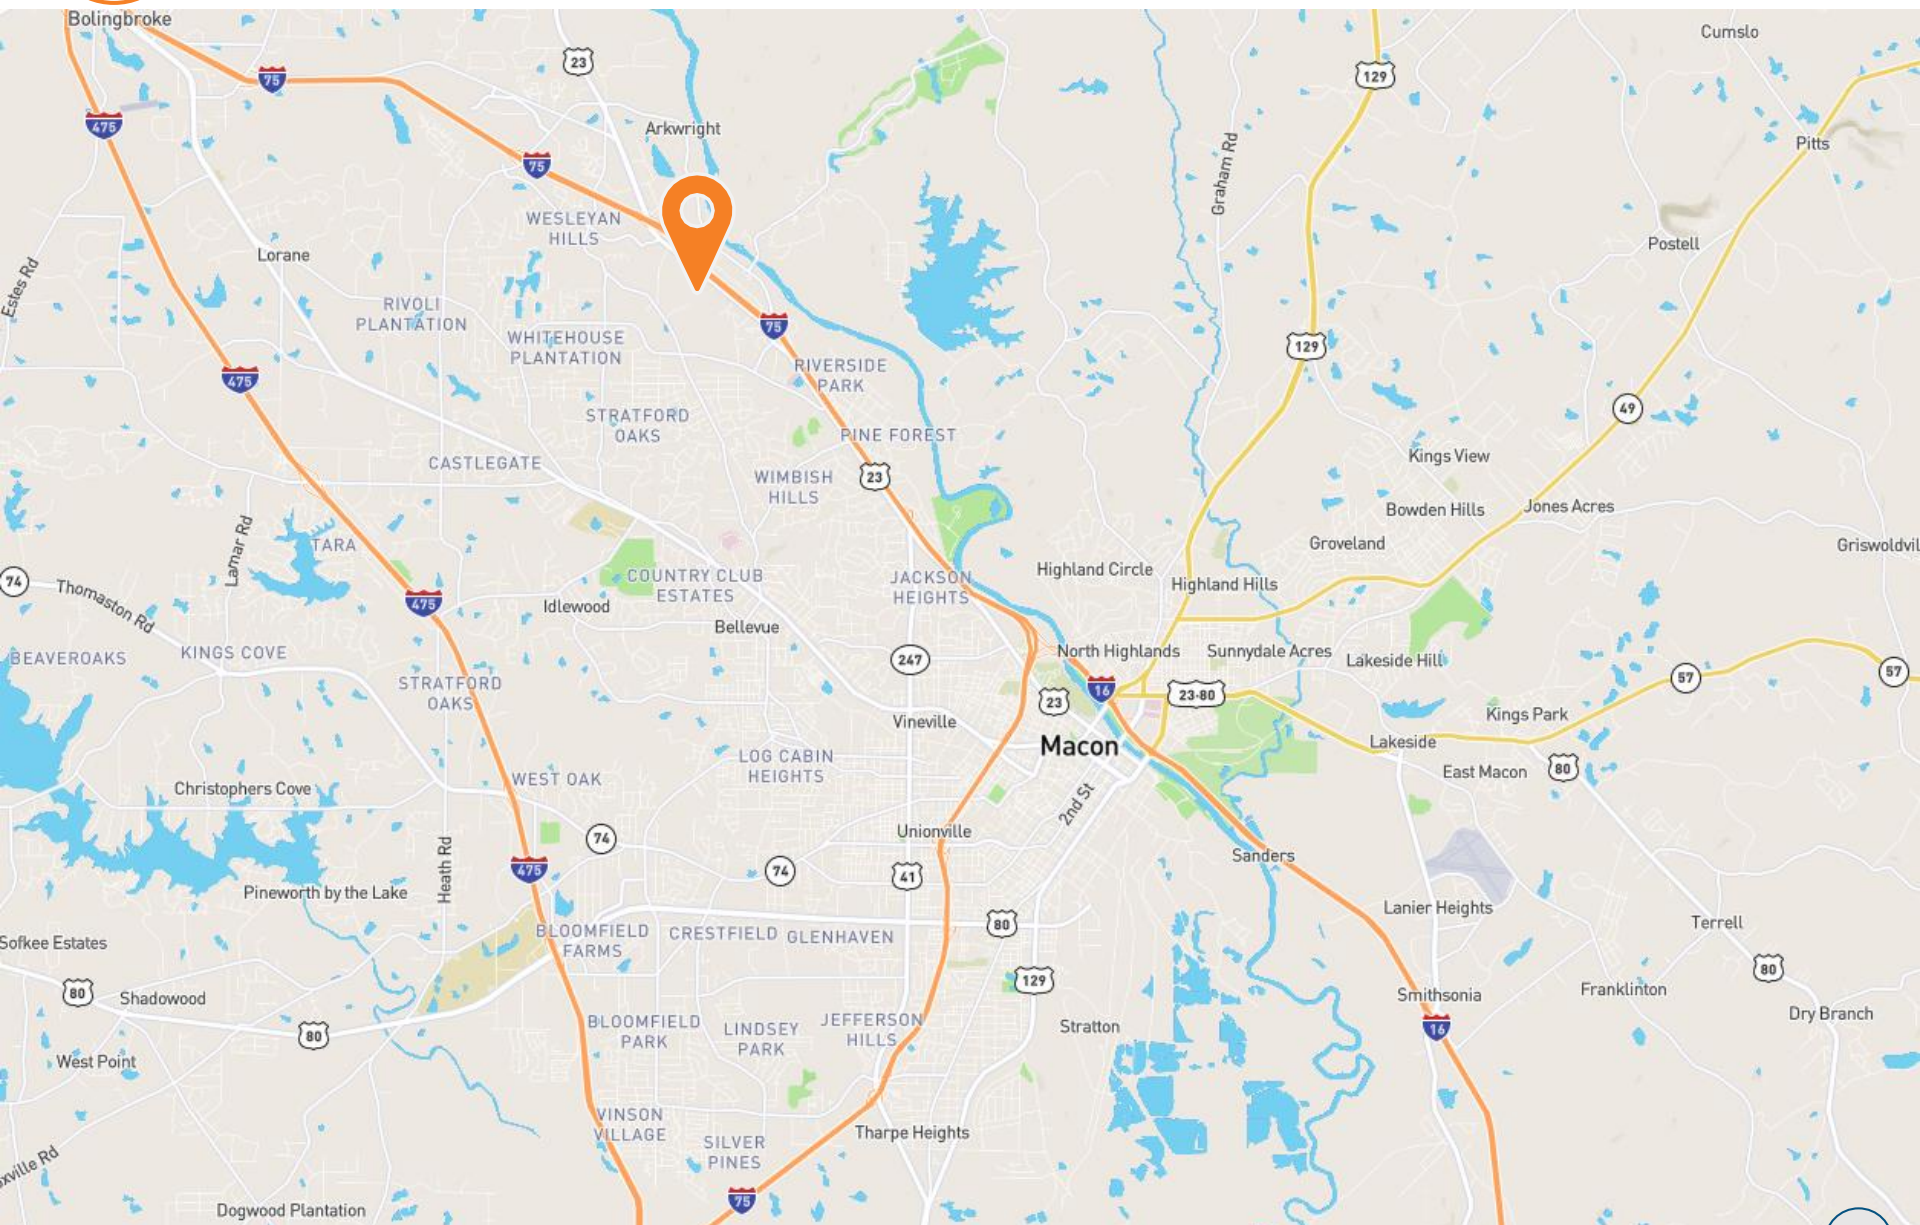 Bolingbroke
Cumslo
23
75
129
475
Arkwright
Pitts
75
Graham Rd
WESLEYAN
HILLS
Lorane
Postell
Estes Rd
RIVOLI
PLANTATION
75
WHITEHOUSE
PLANTATION
129
RIVERSIDE
PARK
475
49
STRATFORD
OAKS
PINE FOREST
Kings View
CASTLEGATE
WIMBISH
HILLS
23
Bowden Hills
Jones Acres
Lamar Rd
TARA
Groveland
Griswoldvil
74
Thomaston Rd
COUNTRY CLUB
ESTATES
JACKSON
HEIGHTS
Highland Circle
Highland Hills
475
Idlewood
Bellevue
BEAVEROAKS
KINGS COVE
247
North Highlands
Sunnydale Acres
Lakeside Hill
57
57
STRATFORD
OAKS
16
23-80
23
Vineville
Kings Park
Macon
Lakeside
LOG CABIN
HEIGHTS
WEST OAK
East Macon
80
Christophers Cove
2nd St
Unionville
74
Sanders
Heath Rd
475
74
41
Pineworth by the Lake
Lanier Heights
BLOOMFIELD
FARMS
CRESTFIELD
GLENHAVEN
80
Terrell
Sofkee Estates
80
Shadowood
129
80
Smithsonia
Franklinton
Dry Branch
80
BLOOMFIELD
PARK
LINDSEY
PARK
JEFFERSON
HILLS
Stratton
16
West Point
VINSON
VILLAGE
SILVER
PINES
Tharpe Heights
xville Rd
75
Dogwood Plantation